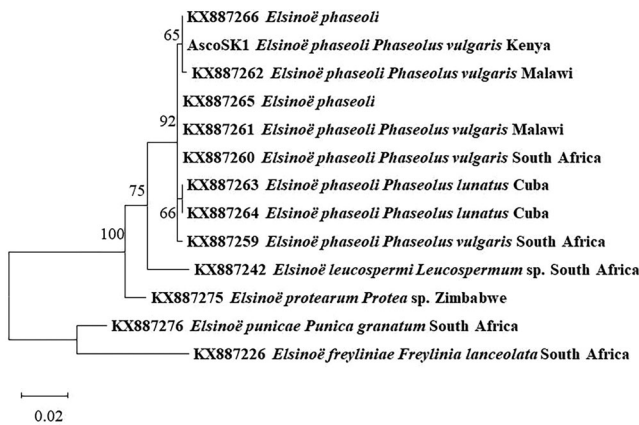 KX887266 Elsinoë phaseoli
65
AscoSK1 Elsinoë phaseoli Phaseolus vulgaris Kenya
KX887262 Elsinoë phaseoli Phaseolus vulgaris Malawi
KX887265 Elsinoë phaseoli
92
KX887261 Elsinoë phaseoli Phaseolus vulgaris Malawi
KX887260 Elsinoë phaseoli Phaseolus vulgaris South Africa
75
KX887263 Elsinoë phaseoli Phaseolus lunatus Cuba
66
KX887264 Elsinoë phaseoli Phaseolus lunatus Cuba
100
KX887259 Elsinoë phaseoli Phaseolus vulgaris South Africa
KX887242 Elsinoë leucospermi Leucospermum sp. South Africa
KX887275 Elsinoë protearum Protea sp. Zimbabwe
KX887276 Elsinoë punicae Punica granatum South Africa
KX887226 Elsinoë freyliniae Freylinia lanceolata South Africa
0.02